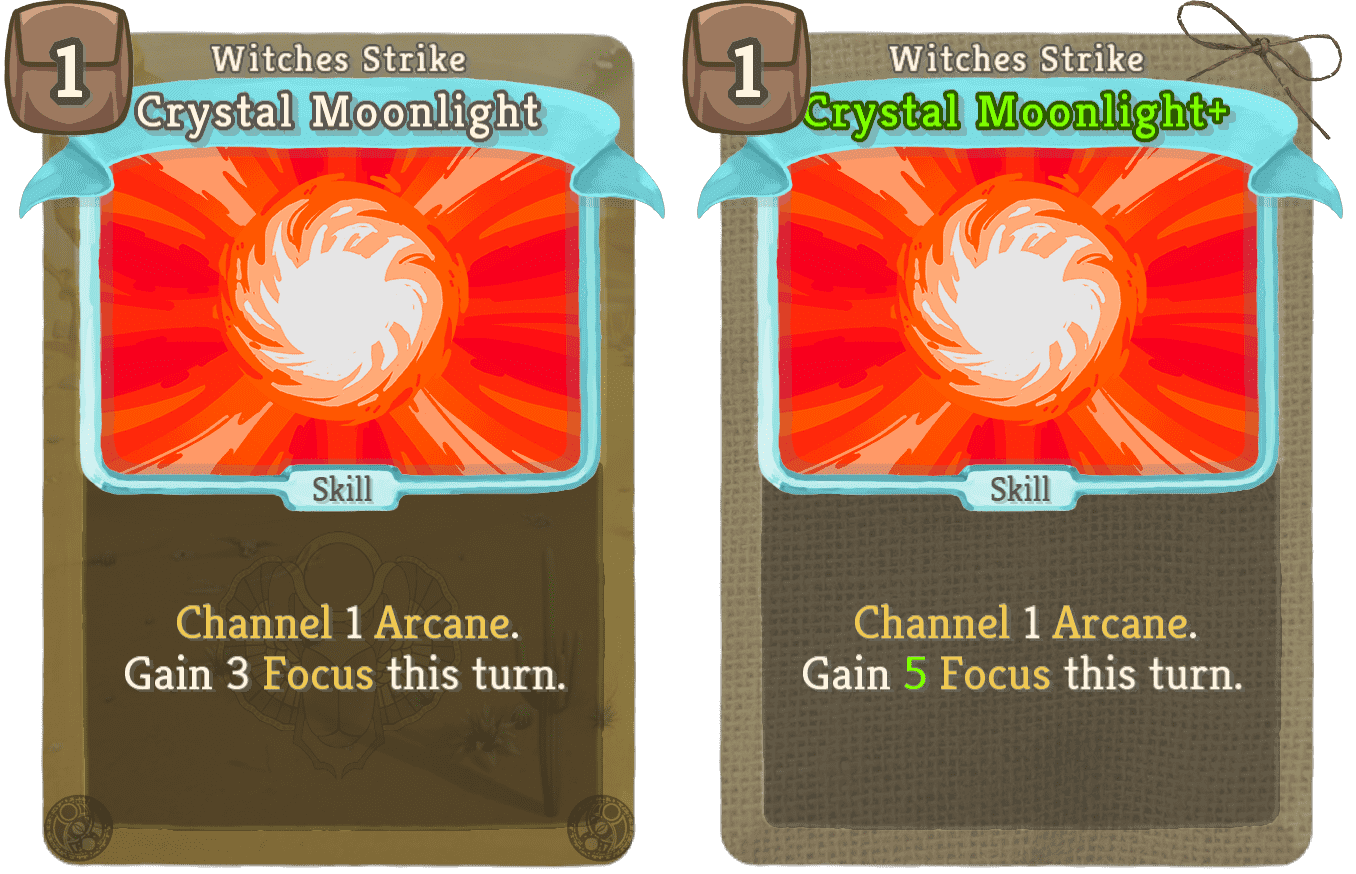 1
Witches Strike
Crystal Moonlight
Skill
Channel 1 Arcane.
Gain 3 Focus this turn.
1
Witches Strike
Crystal Moonlight+
Skill
Channel 1 Arcane.
Gain 5 Focus this turn.